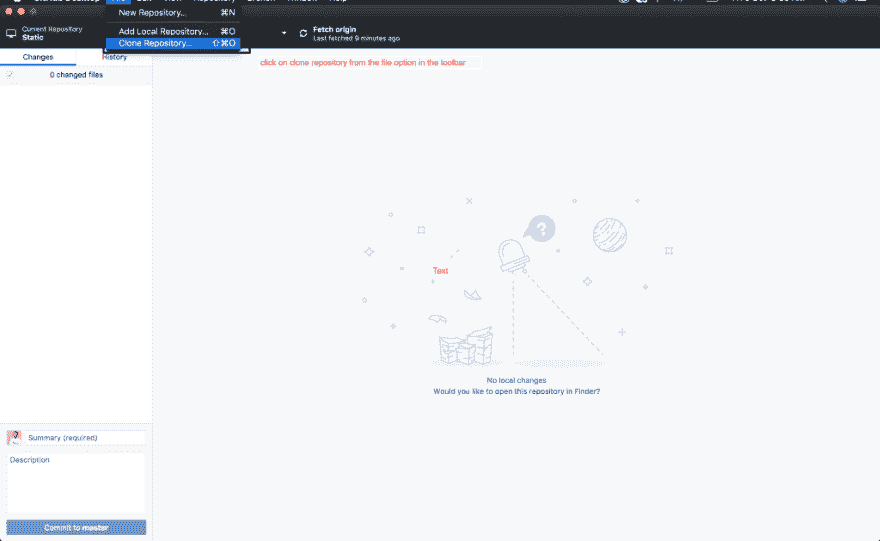 File
New Repository... ⌘N
Add Local Repository... ⌘O
Clone Repository... ⇧⌘O
Current Repository
Static
Fetch origin
Last fetched 9 minutes ago
Changes
History
0 changed files
click on clone repository from the file option in the toolbar
?
Text
No local changes
Would you like to open this repository in Finder?
Summary (required)
Description
Commit to master